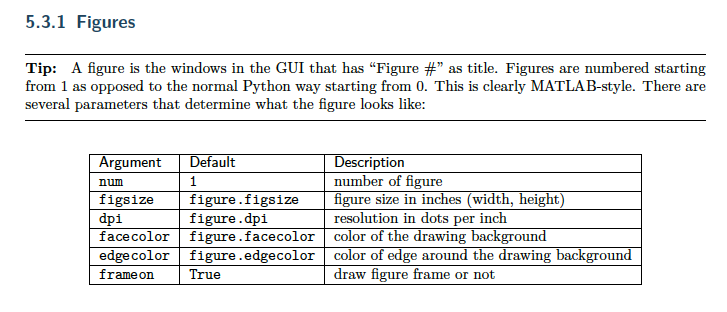 5.3.1 Figures
Tip: A figure is the windows in the GUI that has “Figure #” as title. Figures are numbered starting
from 1 as opposed to the normal Python way starting from 0. This is clearly MATLAB-style. There are
several parameters that determine what the figure looks like:
Argument Default Description
num 1 number of figure
figsize figure.figsize figure size in inches (width, height)
dpi figure.dpi resolution in dots per inch
facecolor figure.facecolor color of the drawing background
edgecolor figure.edgecolor color of edge around the drawing background
frameon True draw figure frame or not